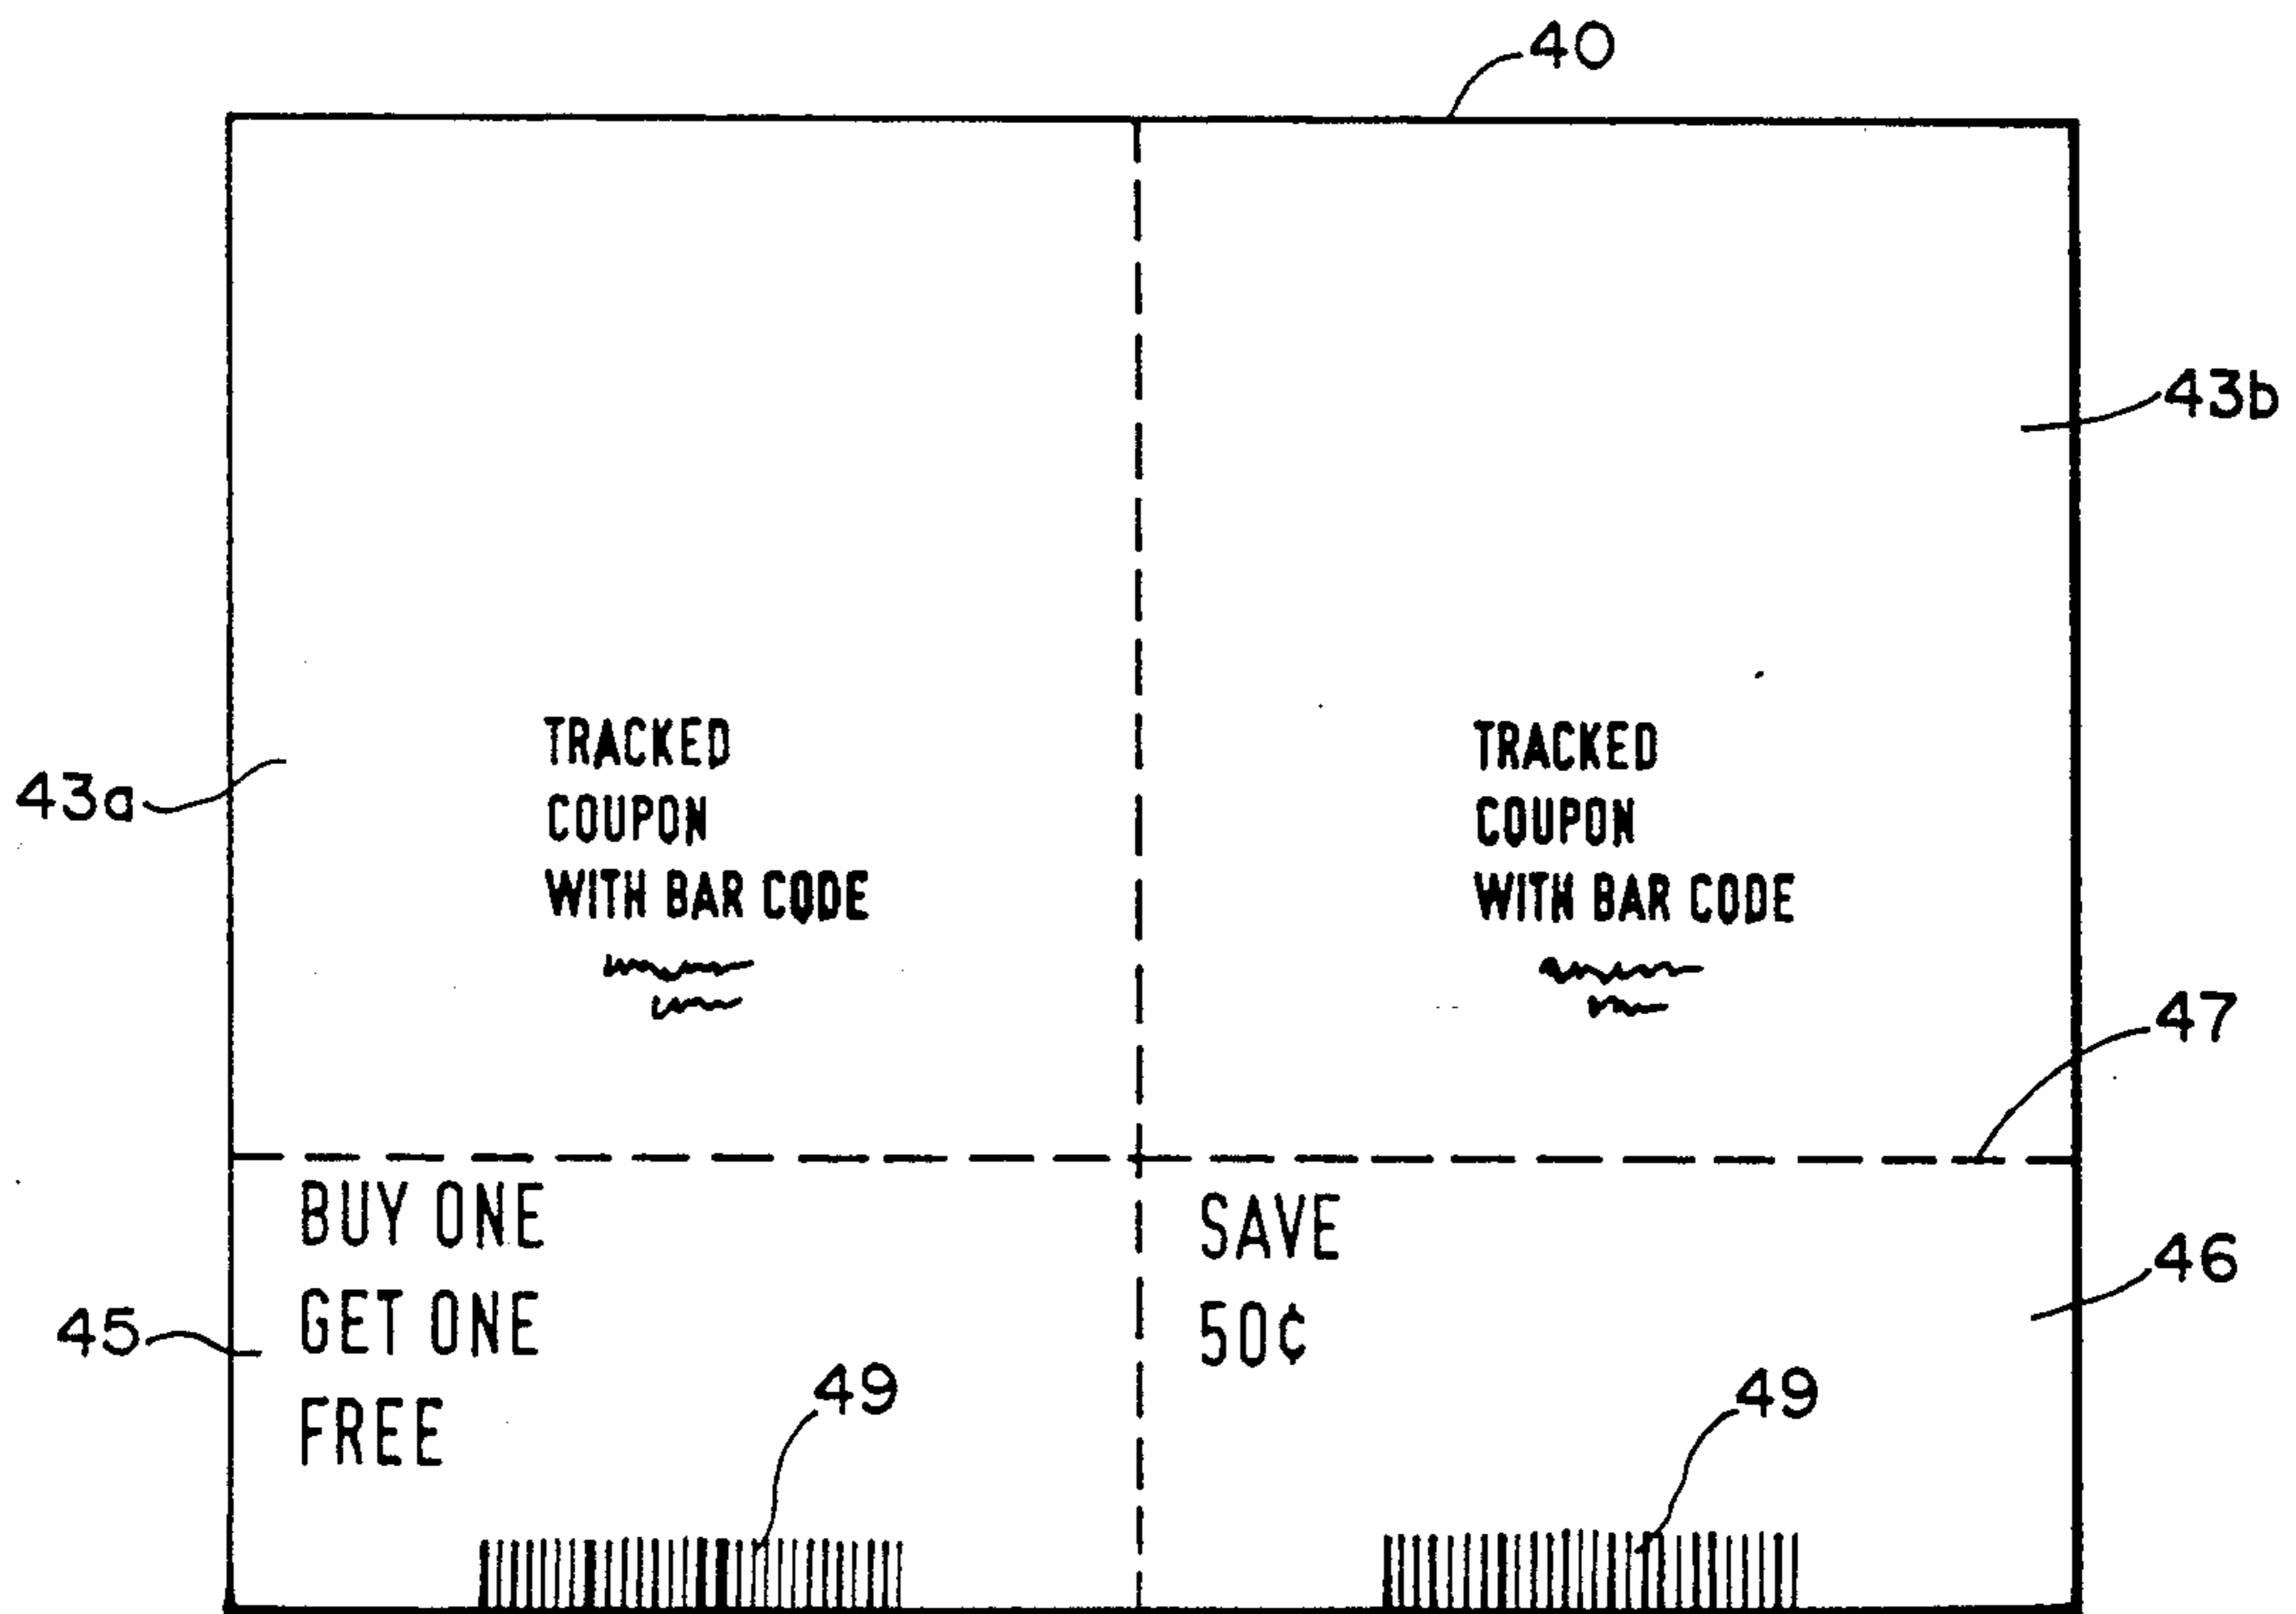 40
43b
TRACKED
COUPON
WITH BAR CODE
43a
TRACKED
COUPON
WITH BAR CODE
47
BUY ONE
GET ONE
FREE
45
49
SAVE
50¢
46
49